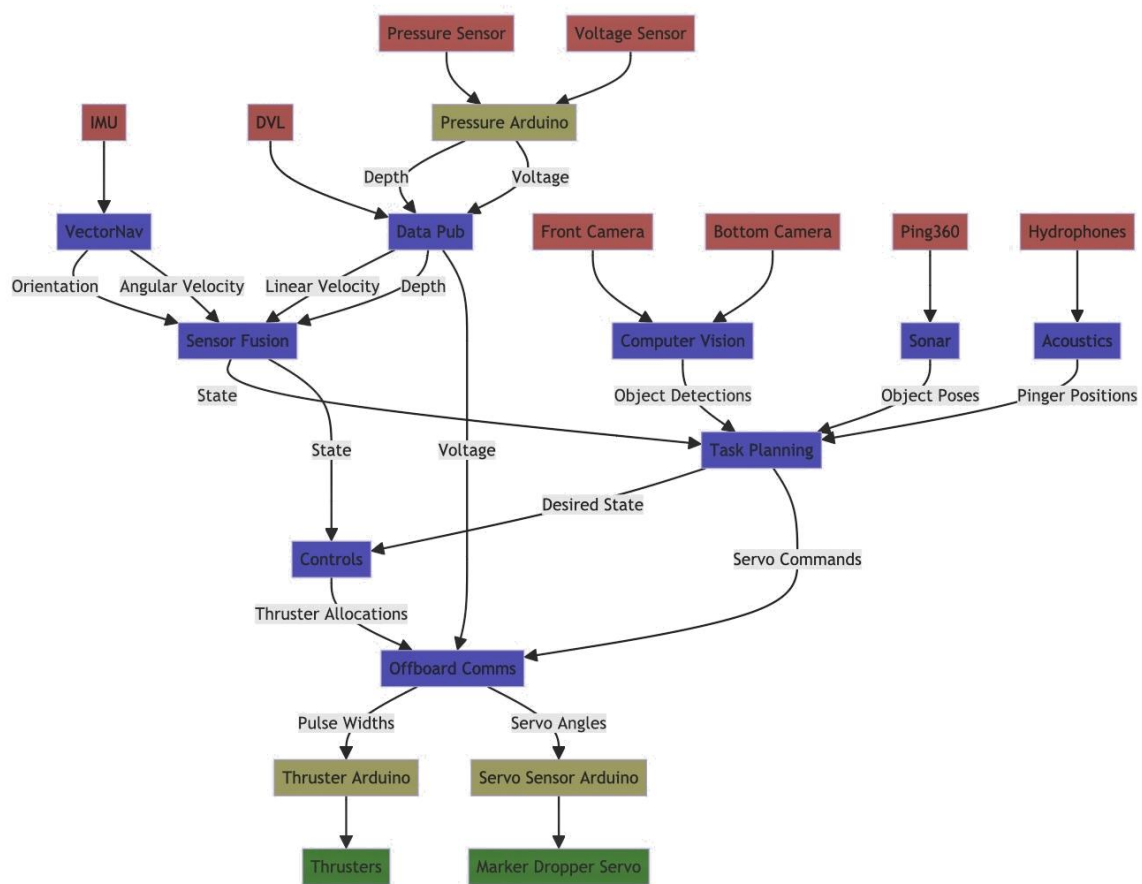 Pressure Sensor
Voltage Sensor
IMU
DVL
Pressure Arduino
Depth
Voltage
VectorNav
Data Pub
Front Camera
Bottom Camera
Ping360
Hydrophones
Orientation
Angular Velocity
Linear Velocity
Depth
Sensor Fusion
Computer Vision
Sonar
Acoustics
State
Object Detections
Object Poses
Pinger Positions
State
Voltage
Task Planning
Desired State
Controls
Servo Commands
Thruster Allocations
Offboard Comms
Pulse Widths
Servo Angles
Thruster Arduino
Servo Sensor Arduino
Thrusters
Marker Dropper Servo